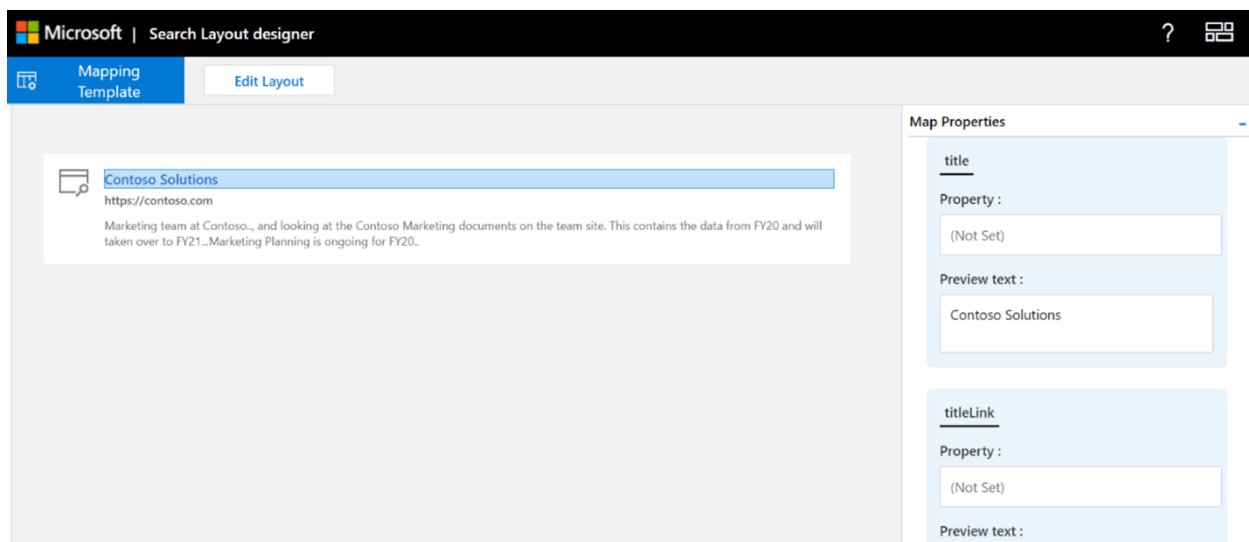 Microsoft | Search Layout designer ?
Mapping
Template
Edit Layout
Contoso Solutions
https://contoso.com
Marketing team at Contoso.., and looking at the Contoso Marketing documents on the team site. This contains the data from FY20 and will
taken over to FY21...Marketing Planning is ongoing for FY20..
Map Properties
title
Property :
(Not Set)
Preview text :
Contoso Solutions
titleLink
Property :
(Not Set)
Preview text :